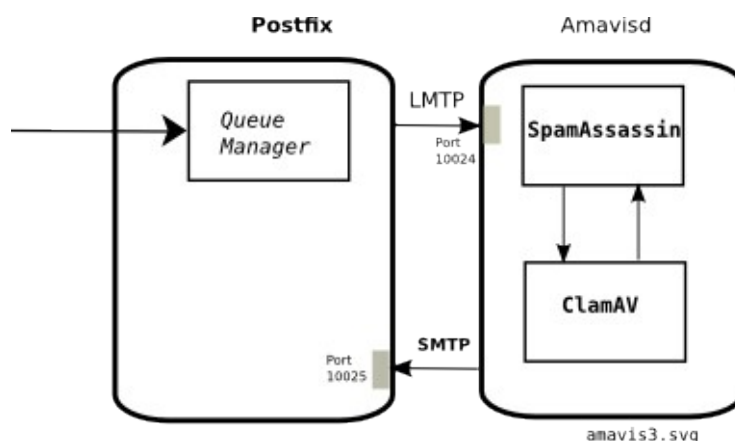 Postfix
Amavisd
Queue
Manager
LMTP
Port
10024
SpamAssassin
ClamAV
SMTP
Port
10025
amavis3.svg